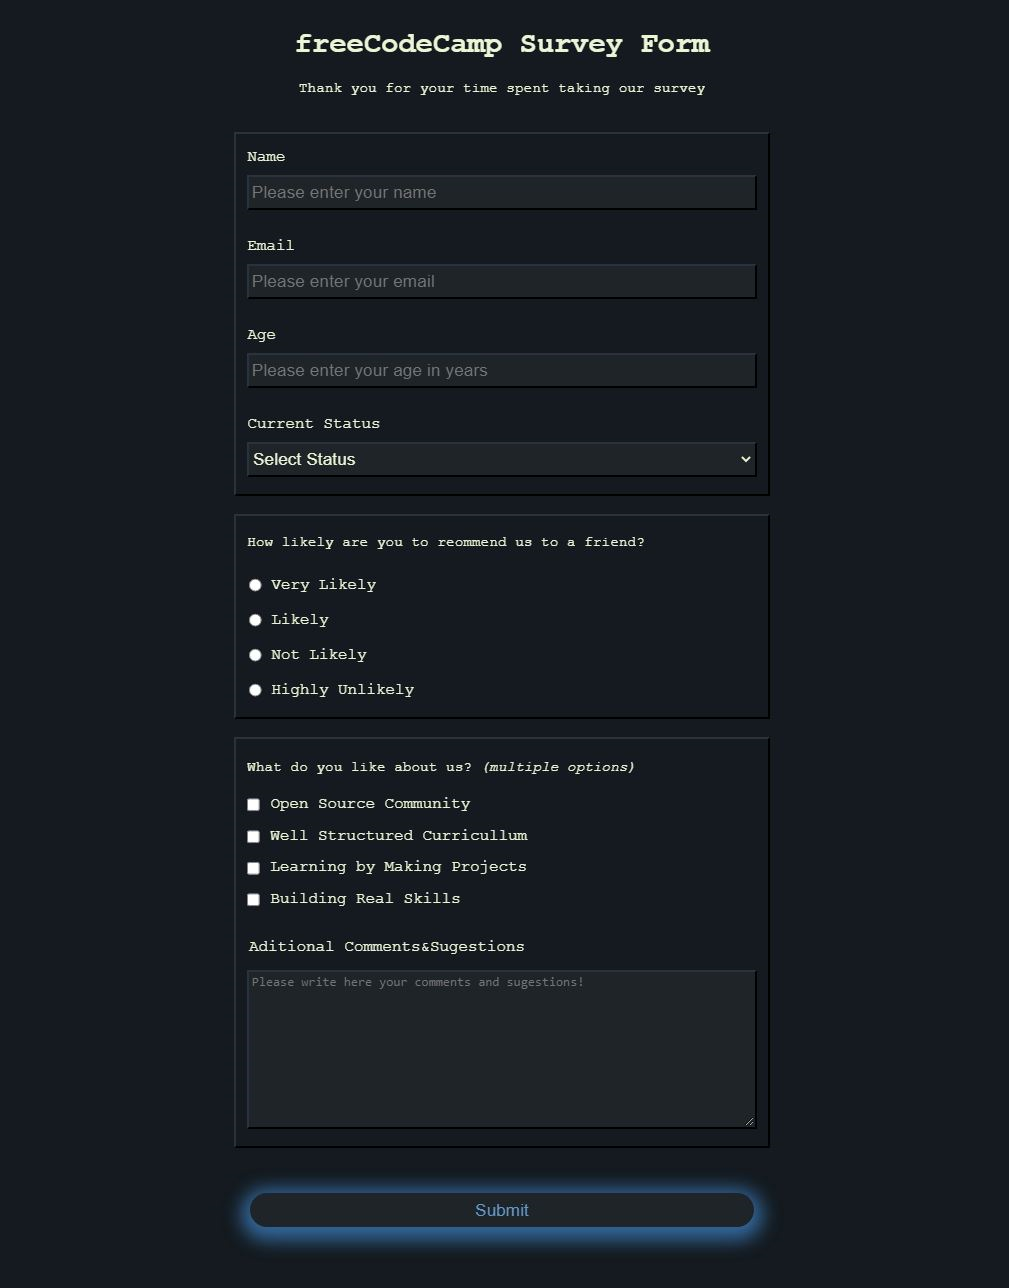 freeCodeCamp Survey Form
Thank you for your time spent taking our survey
Name
Please enter your name
Email
Please enter your email
Age
Please enter your age in years
Current Status
Select Status
How likely are you to reommend us to a friend?
Very Likely
Likely
Not Likely
Highly Unlikely
What do you like about us? (multiple options)
Open Source Community
Well Structured Curricullum
Learning by Making Projects
Building Real Skills
Aditional Comments&Sugestions
Please write here your comments and sugestions!
Submit